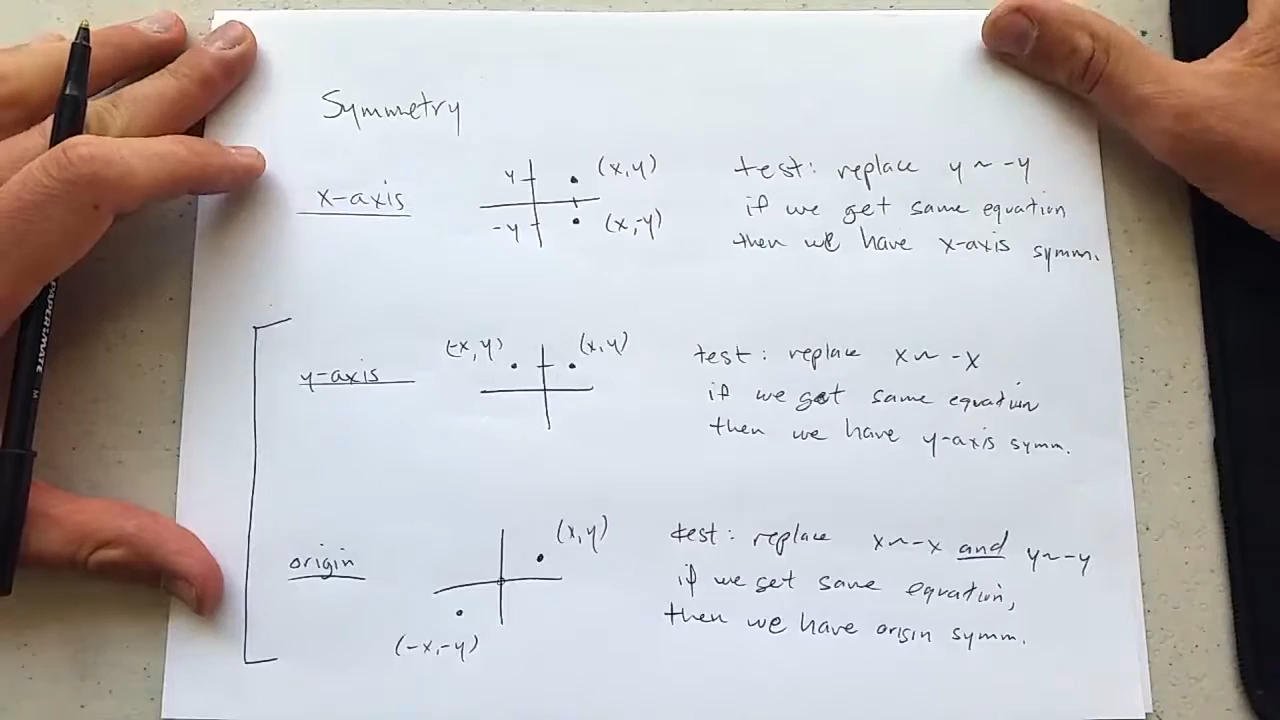 Symmetry
x-axis
y
-y
(x,y)
(x,-y)
test: replace y ~ -y
if we get same equation
then we have x-axis symm.
y-axis
(-x, y)
(x,y)
test: replace x ~ -x
if we get same equation
then we have y-axis symm.
origin
(x,y)
(-x,-y)
test: replace x ~ -x and y ~ -y
if we get same equation,
then we have origin symm.
PAPER:MATE
M